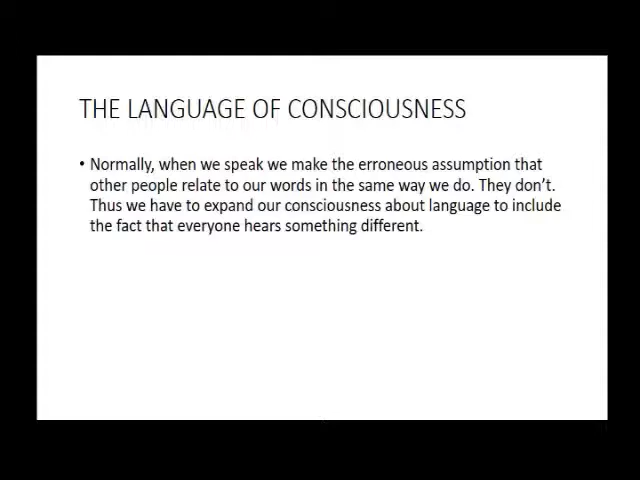 THE LANGUAGE OF CONSCIOUSNESS
• Normally, when we speak we make the erroneous assumption that
other people relate to our words in the same way we do. They don't.
Thus we have to expand our consciousness about language to include
the fact that everyone hears something different.